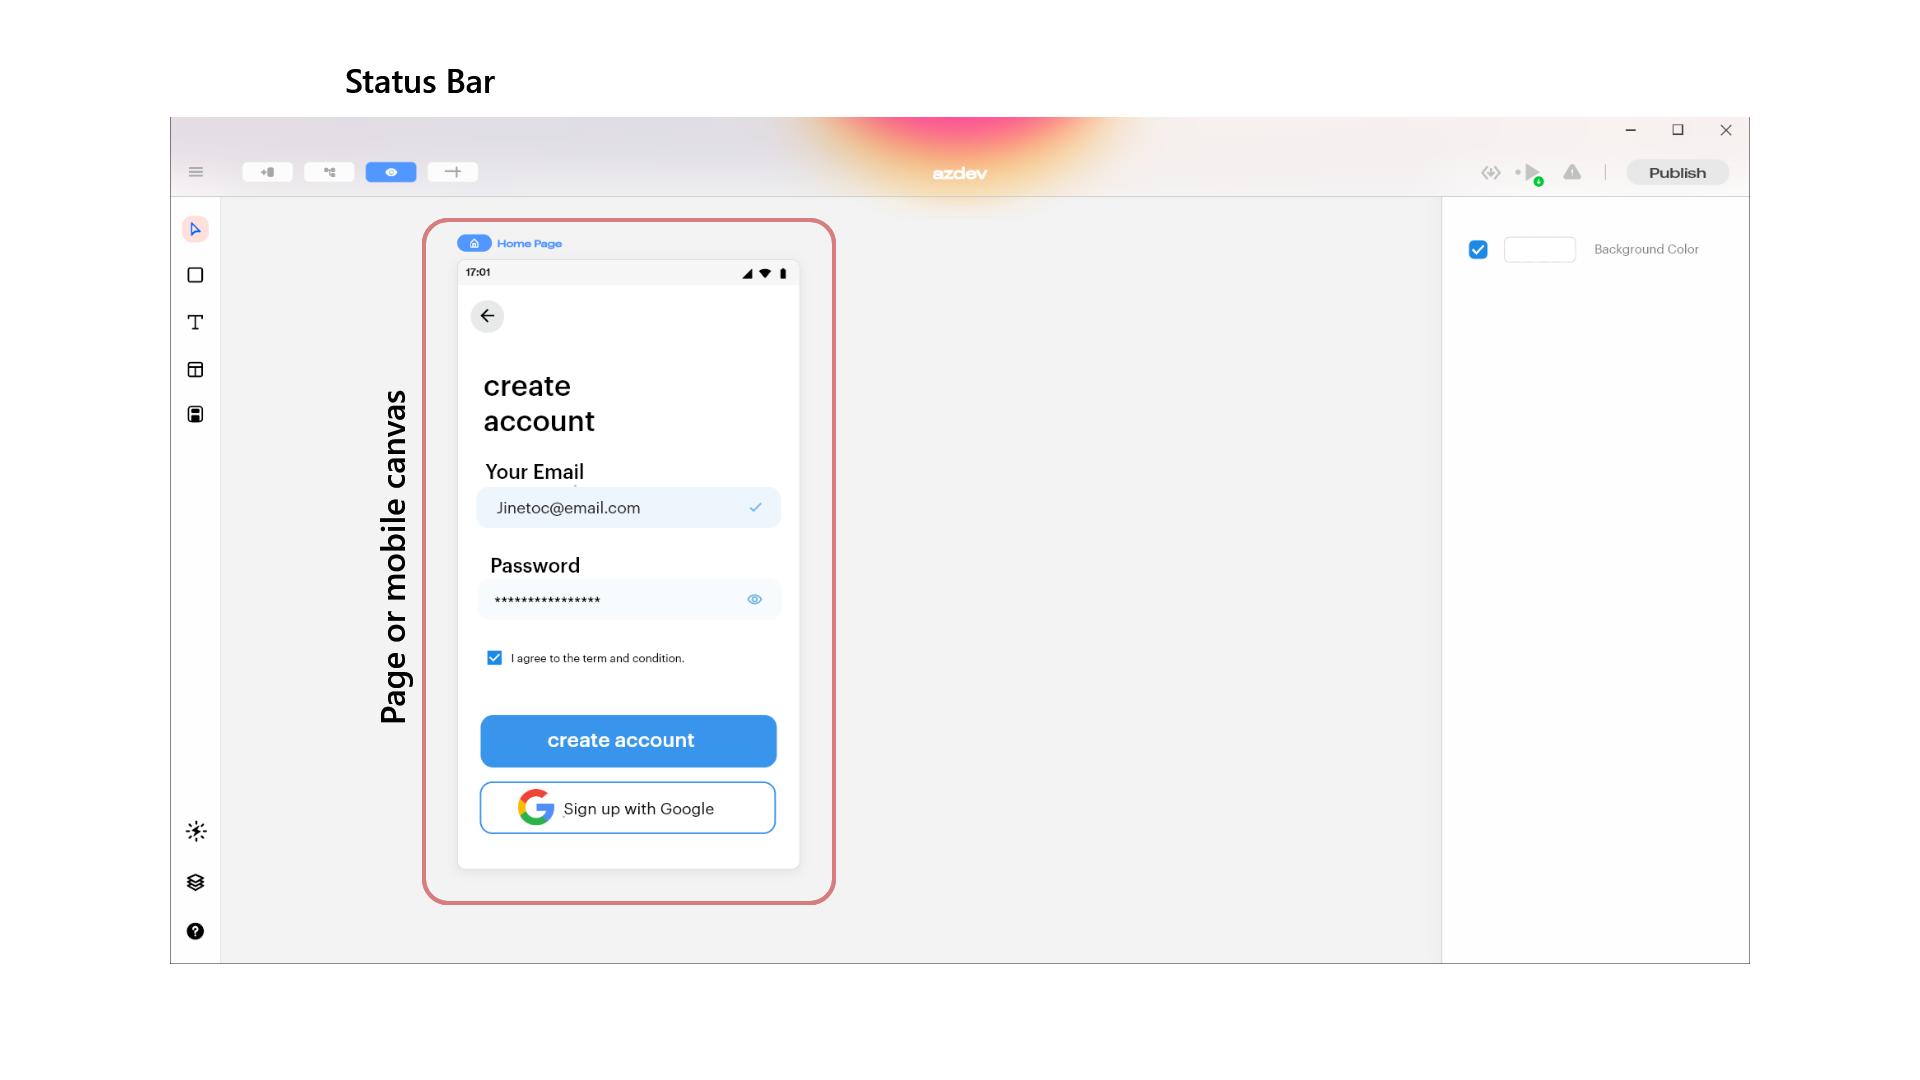 Status Bar
azdev
Publish
Home Page
17:01
Background Color
create
account
Page or mobile canvas
Your Email
Jinetoc@email.com
Password
****************
I agree to the term and condition.
create account
Sign up with Google